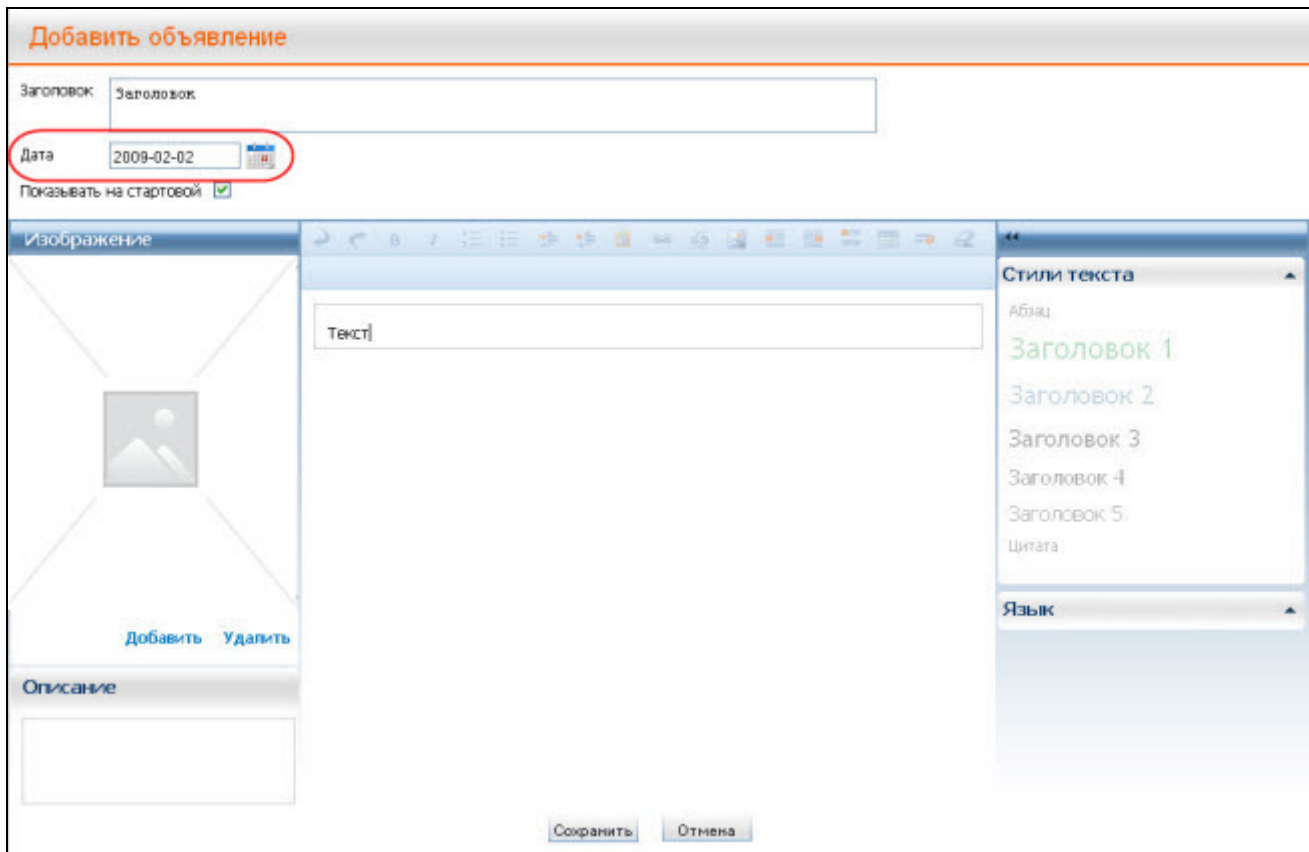 Добавить объявление
Заголовок
Заголовок
Дата
2009-02-02
Показывать на стартовой
Изображение
B I
Текст
Добавить Удалить
Описание
Стили текста
Абзац
Заголовок 1
Заголовок 2
Заголовок 3
Заголовок 4
Заголовок 5
Цитата
Язык
Сохранить Отмена